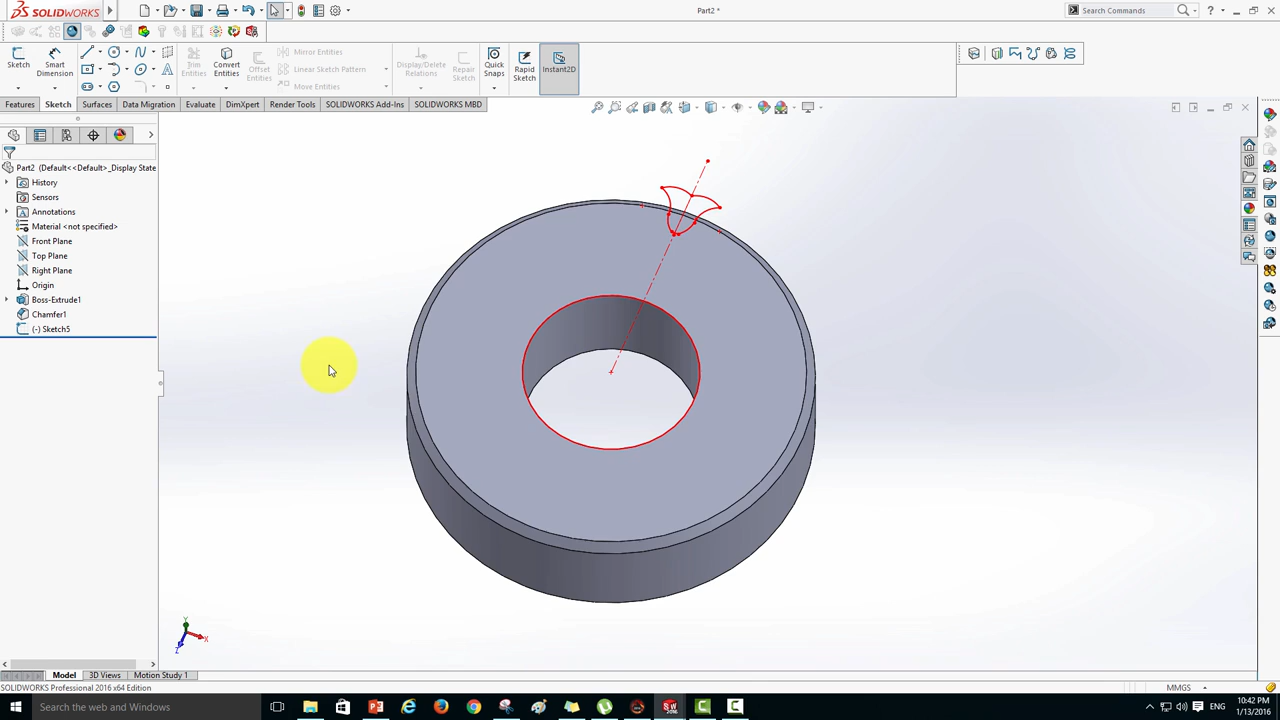 SOLIDWORKS
Part2 *
Search Commands
Sketch
Smart Dimension
Trim Entities
Convert Entities
Offset Entities
Mirror Entities
Linear Sketch Pattern
Move Entities
Display/Delete Relations
Repair Sketch
Quick Snaps
Rapid Sketch
Instant2D
Features
Sketch
Surfaces
Data Migration
Evaluate
DimXpert
Render Tools
SOLIDWORKS Add-Ins
SOLIDWORKS MBD
Part2 (Default<<Default>_Display State
History
Sensors
Annotations
Material <not specified>
Front Plane
Top Plane
Right Plane
Origin
Boss-Extrude1
Chamfer1
(-) Sketch5
Y
X
Z
Model
3D Views
Motion Study 1
SOLIDWORKS Professional 2016 x64 Edition
MMGS
Search the web and Windows
ENG
10:42 PM
1/13/2016